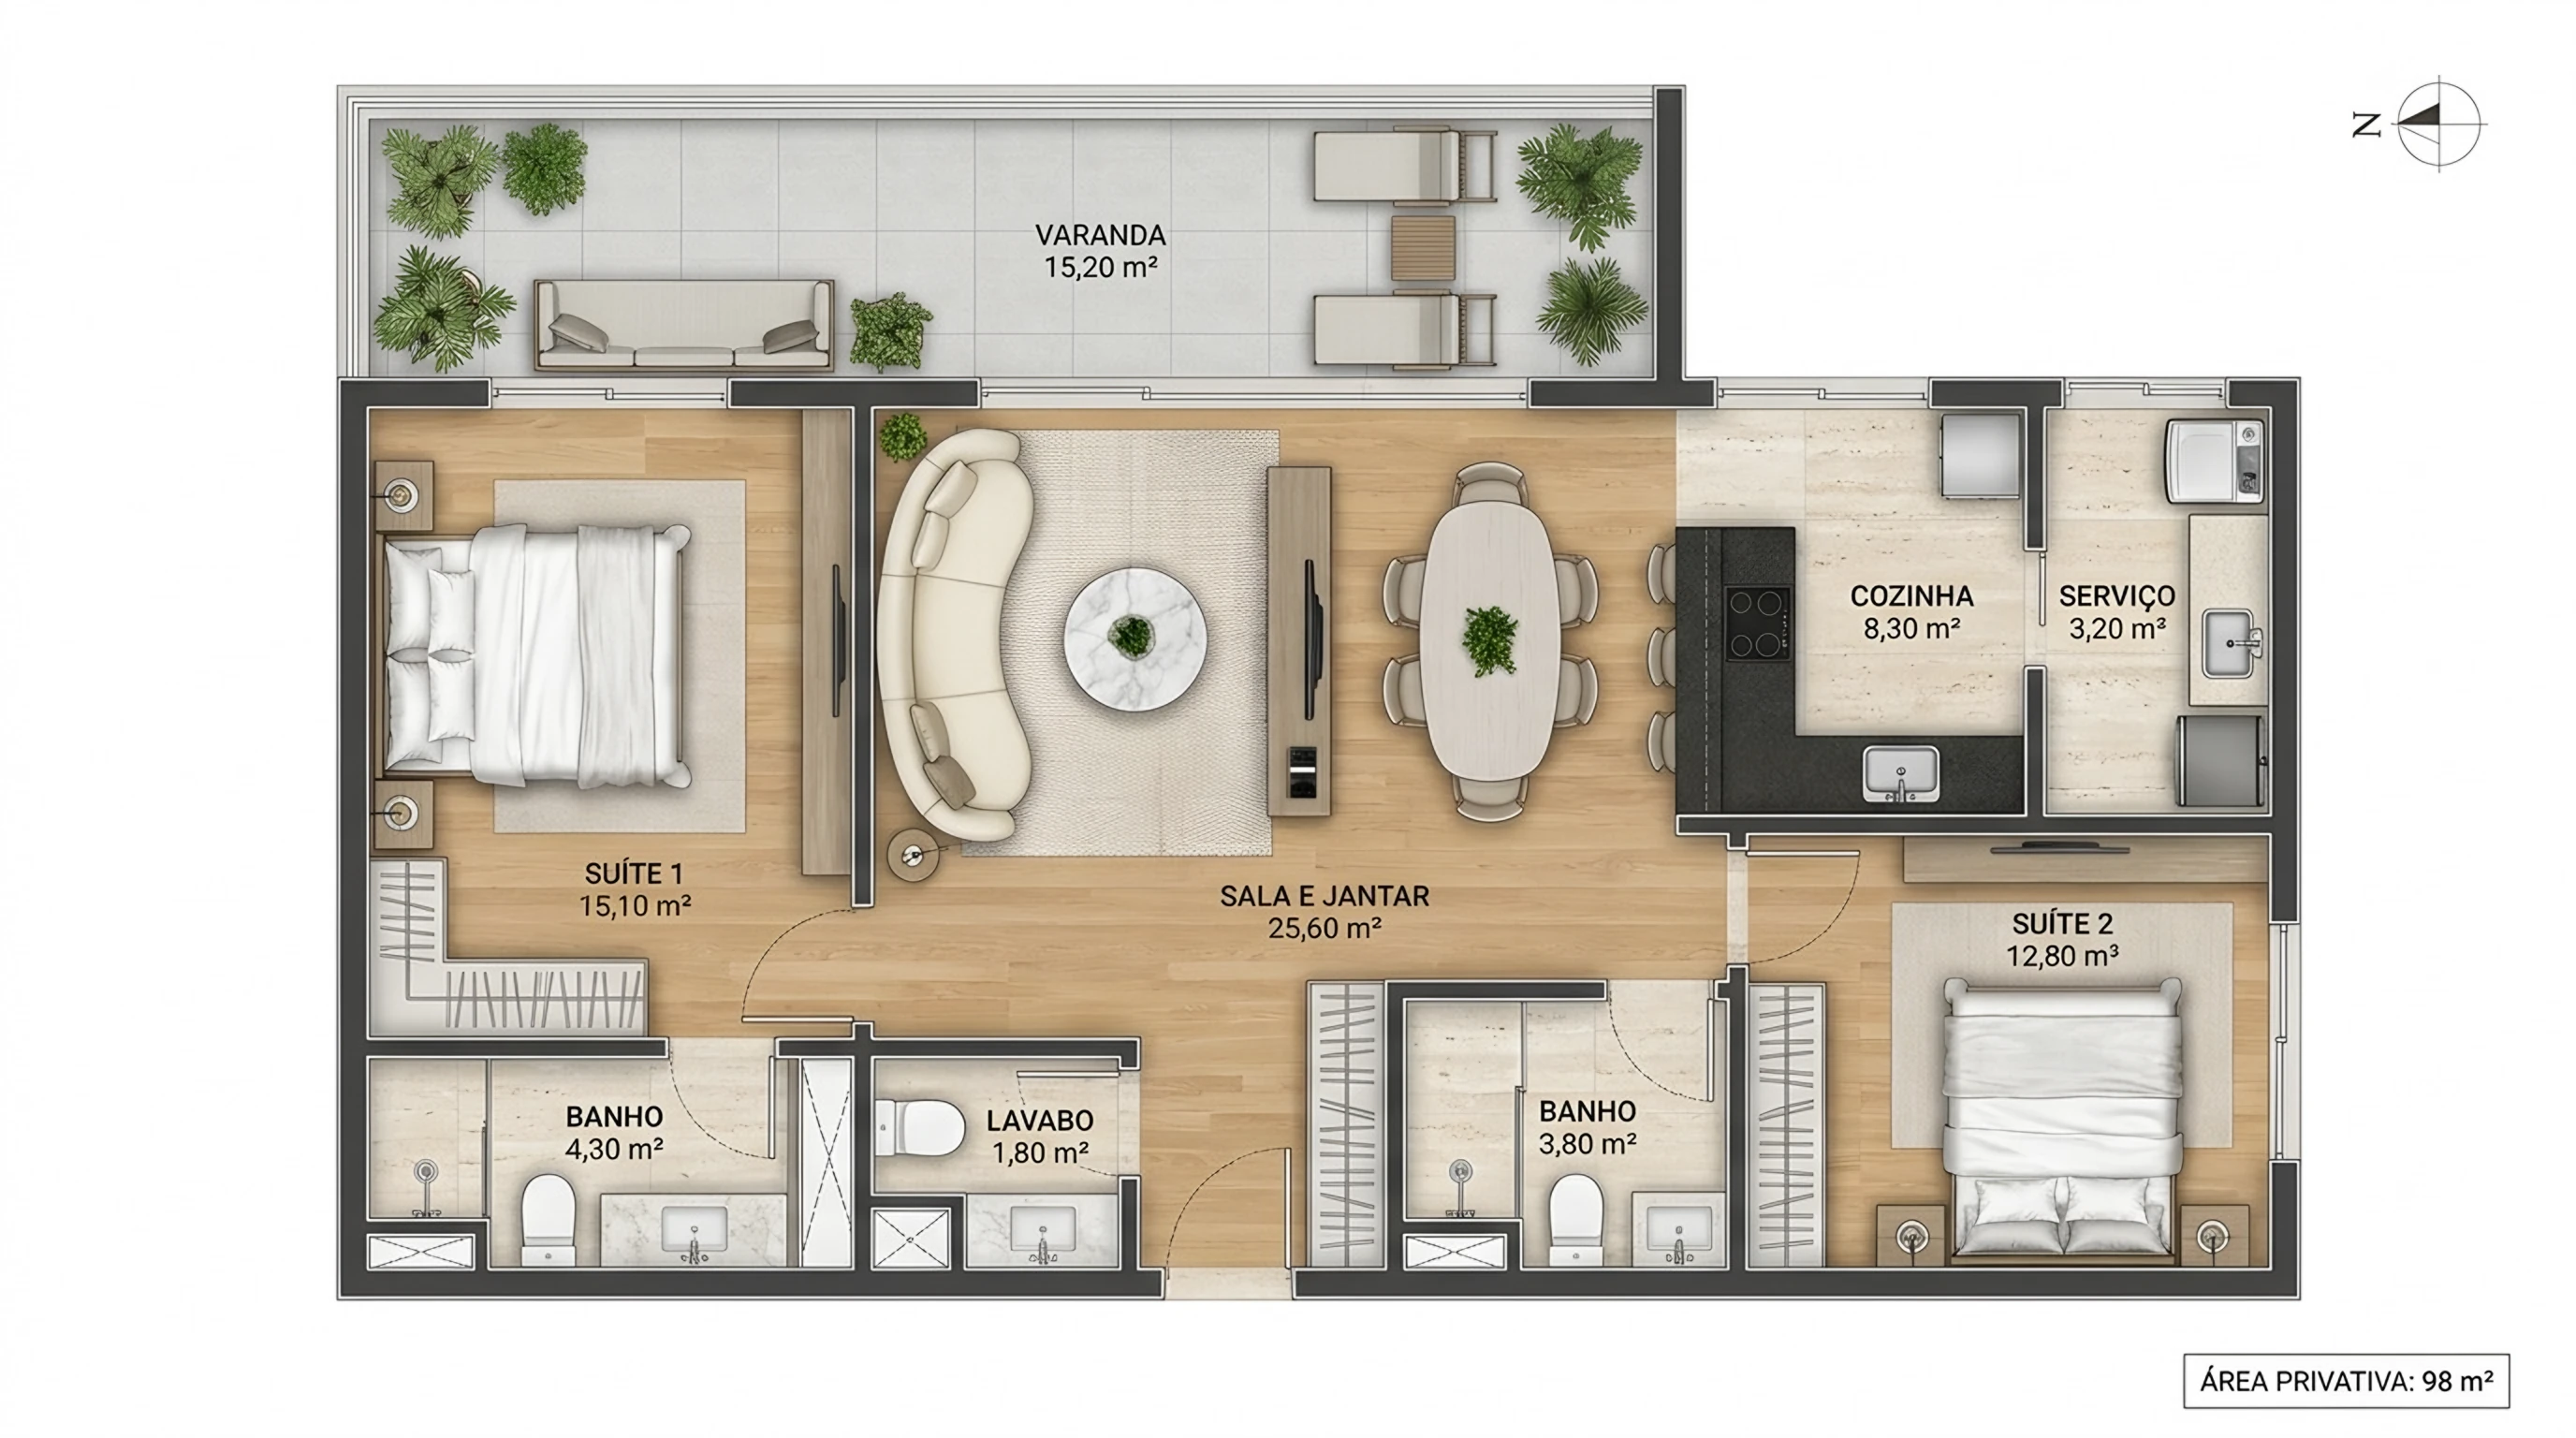 N
VARANDA
15,20 m²
COZINHA
8,30 m²
SERVIÇO
3,20 m²
SUÍTE 1
15,10 m²
SALA E JANTAR
25,60 m²
SUÍTE 2
12,80 m³
BANHO
4,30 m²
LAVABO
1,80 m²
BANHO
3,80 m²
ÁREA PRIVATIVA: 98 m²